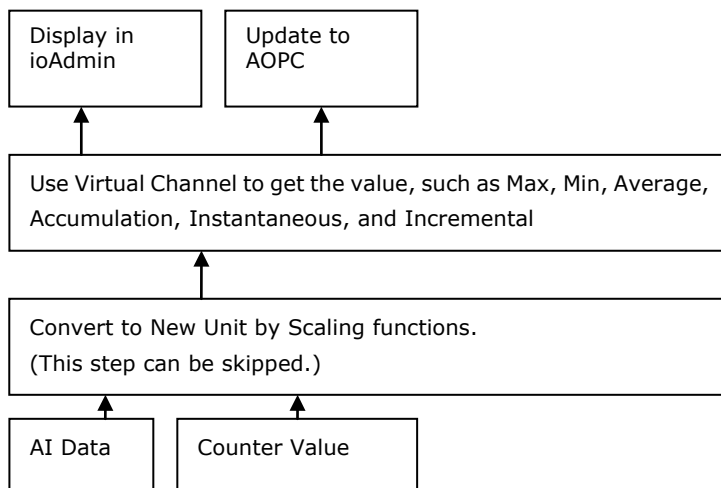 Display in
ioAdmin
Update to
AOPC
Use Virtual Channel to get the value, such as Max, Min, Average,
Accumulation, Instantaneous, and Incremental
Convert to New Unit by Scaling functions.
(This step can be skipped.)
AI Data
Counter Value